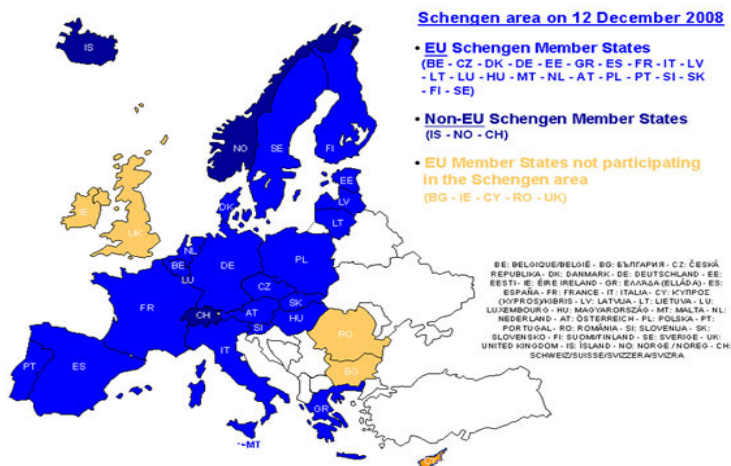 Schengen area on 12 December 2008
• EU Schengen Member States
(BE - CZ - DK - DE - EE - GR - ES - FR - IT - LV
- LT - LU - HU - MT - NL - AT - PL - PT - SI - SK
- FI - SE)
• Non-EU Schengen Member States
(IS - NO - CH)
• EU Member States not participating
in the Schengen area
(BG - IE - CY - RO - UK)
BE: BELGIQUE/BELGIË - BG: БЪЛГАРИЯ - CZ: ČESKÁ
REPUBLIKA - DK: DANMARK - DE: DEUTSCHLAND - EE:
EESTI - IE: ÉIRE IRELAND - GR: ΕΛΛΑΔΑ (ELLÁDA) - ES:
ESPAÑA - FR: FRANCE - IT: ITALIA - CY: ΚΥΠΡΟΣ
(KYPROS)/KIBRIS - LV: LATVIJA - LT: LIETUVA - LU:
LUXEMBOURG - HU: MAGYARORSZÁG - MT: MALTA - NL:
NEDERLAND - AT: ÖSTERREICH - PL: POLSKA - PT:
PORTUGAL - RO: ROMÂNIA - SI: SLOVENIJA - SK:
SLOVENSKO - FI: SUOMI/FINLAND - SE: SVERIGE - UK:
UNITED KINGDOM - IS: ÍSLAND - NO: NORGE/NOREG - CH:
SCHWEIZ/SUISSE/SVIZZERA/SVIZRA
IS
NO
SE
FI
EE
LV
LT
DK
IE
UK
NL
BE
LU
DE
PL
CZ
SK
FR
CH
AT
HU
SI
RO
IT
BG
PT
ES
GR
-MT
CY